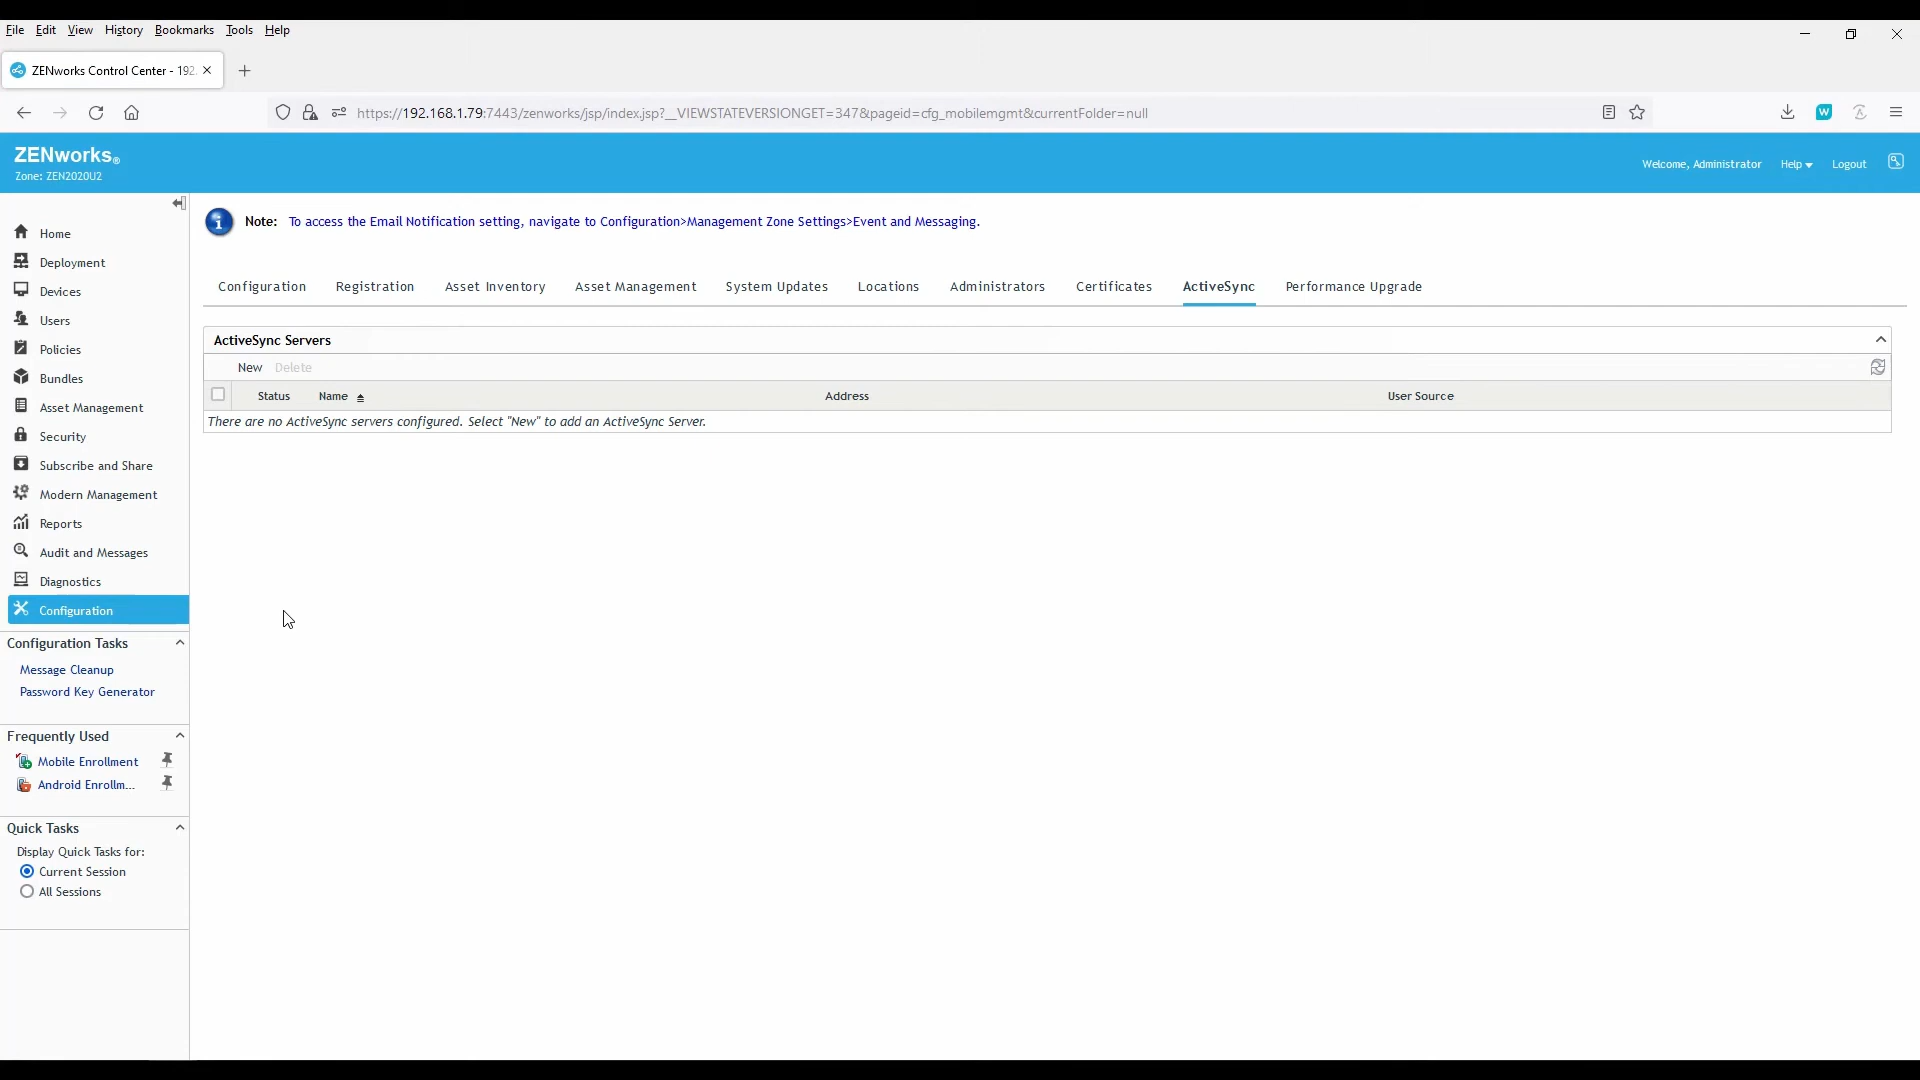 File Edit View History Bookmarks Tools Help
ZENworks Control Center - 192.
https://192.168.1.79:7443/zenworks/jsp/index.jsp?__VIEWSTATEVERSIONGET=347&pageid=cfg_mobilemgmt&currentFolder=null
ZENworks®
Zone: ZEN2020U2
Welcome, Administrator Help Logout
Note: To access the Email Notification setting, navigate to Configuration>Management Zone Settings>Event and Messaging.
Configuration Registration Asset Inventory Asset Management System Updates Locations Administrators Certificates ActiveSync Performance Upgrade
ActiveSync Servers
New Delete
Status Name Address User Source
There are no ActiveSync servers configured. Select "New" to add an ActiveSync Server.
Home
Deployment
Devices
Users
Policies
Bundles
Asset Management
Security
Subscribe and Share
Modern Management
Reports
Audit and Messages
Diagnostics
Configuration
Configuration Tasks
Message Cleanup
Password Key Generator
Frequently Used
Mobile Enrollment
Android Enrollm...
Quick Tasks
Display Quick Tasks for:
Current Session
All Sessions